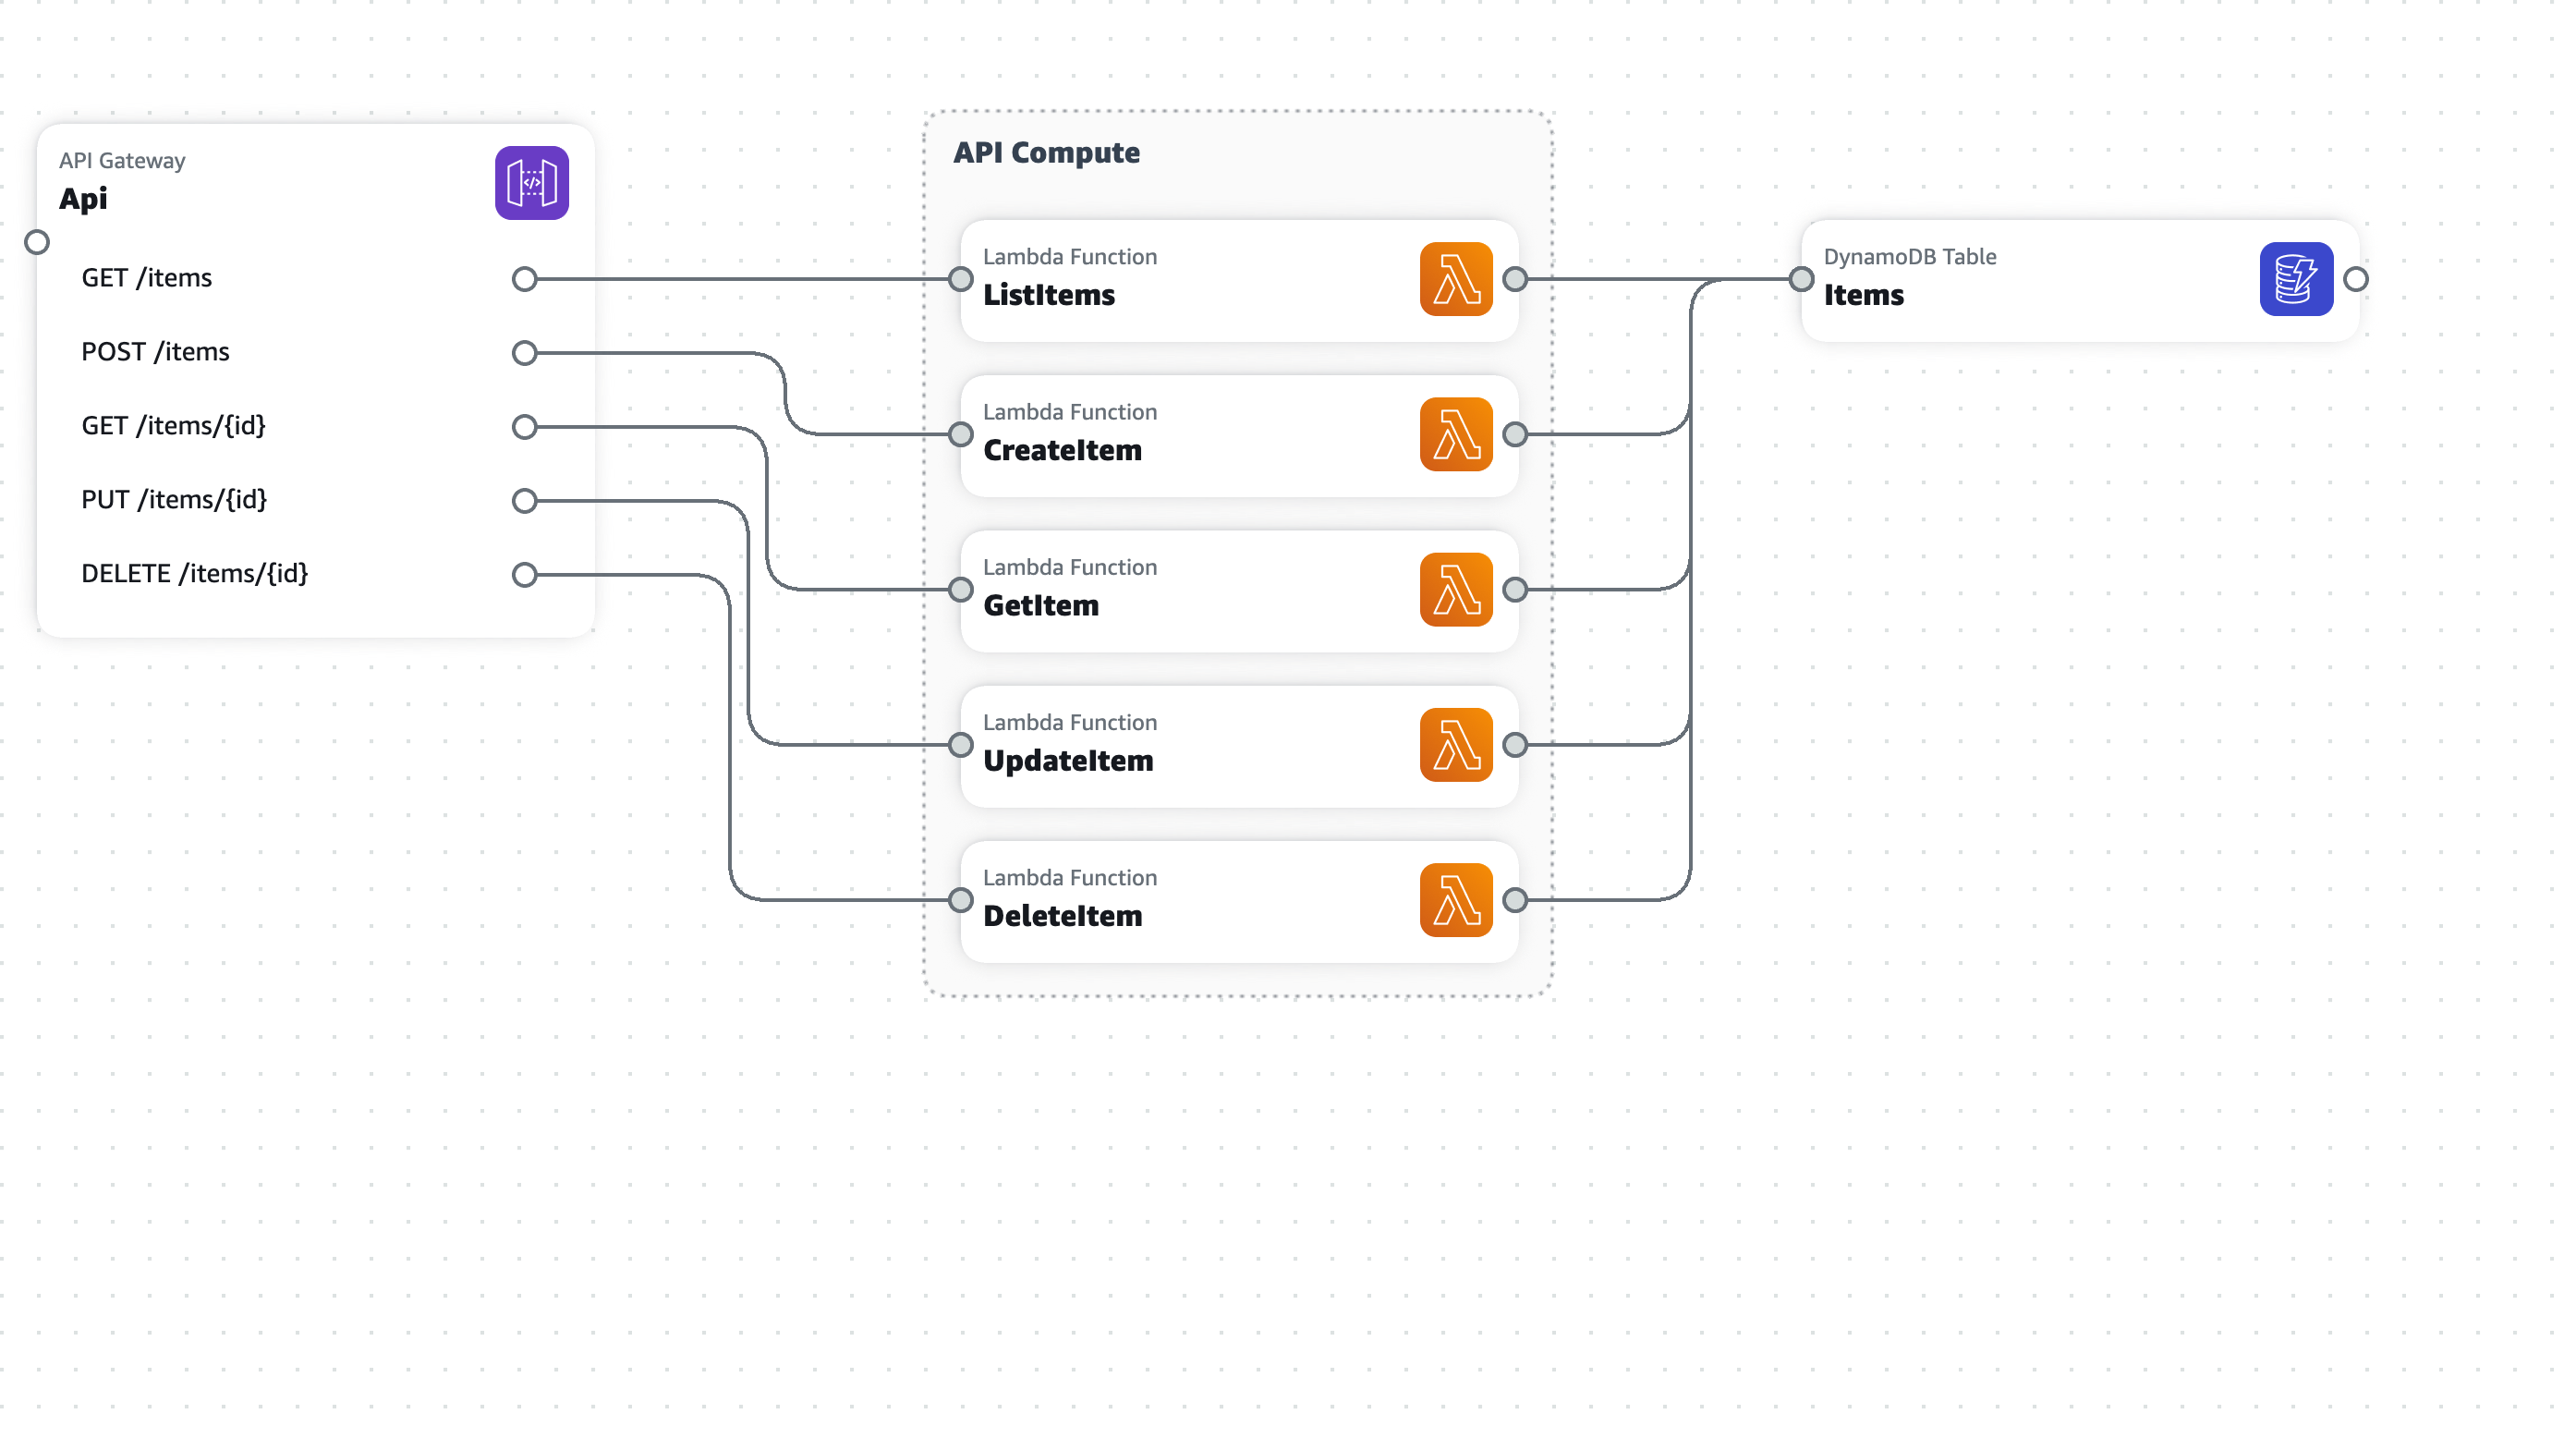 API Gateway
Api
GET /items
POST /items
GET /items/{id}
PUT /items/{id}
DELETE /items/{id}
API Compute
Lambda Function
ListItems
Lambda Function
CreateItem
Lambda Function
GetItem
Lambda Function
UpdateItem
Lambda Function
DeleteItem
DynamoDB Table
Items